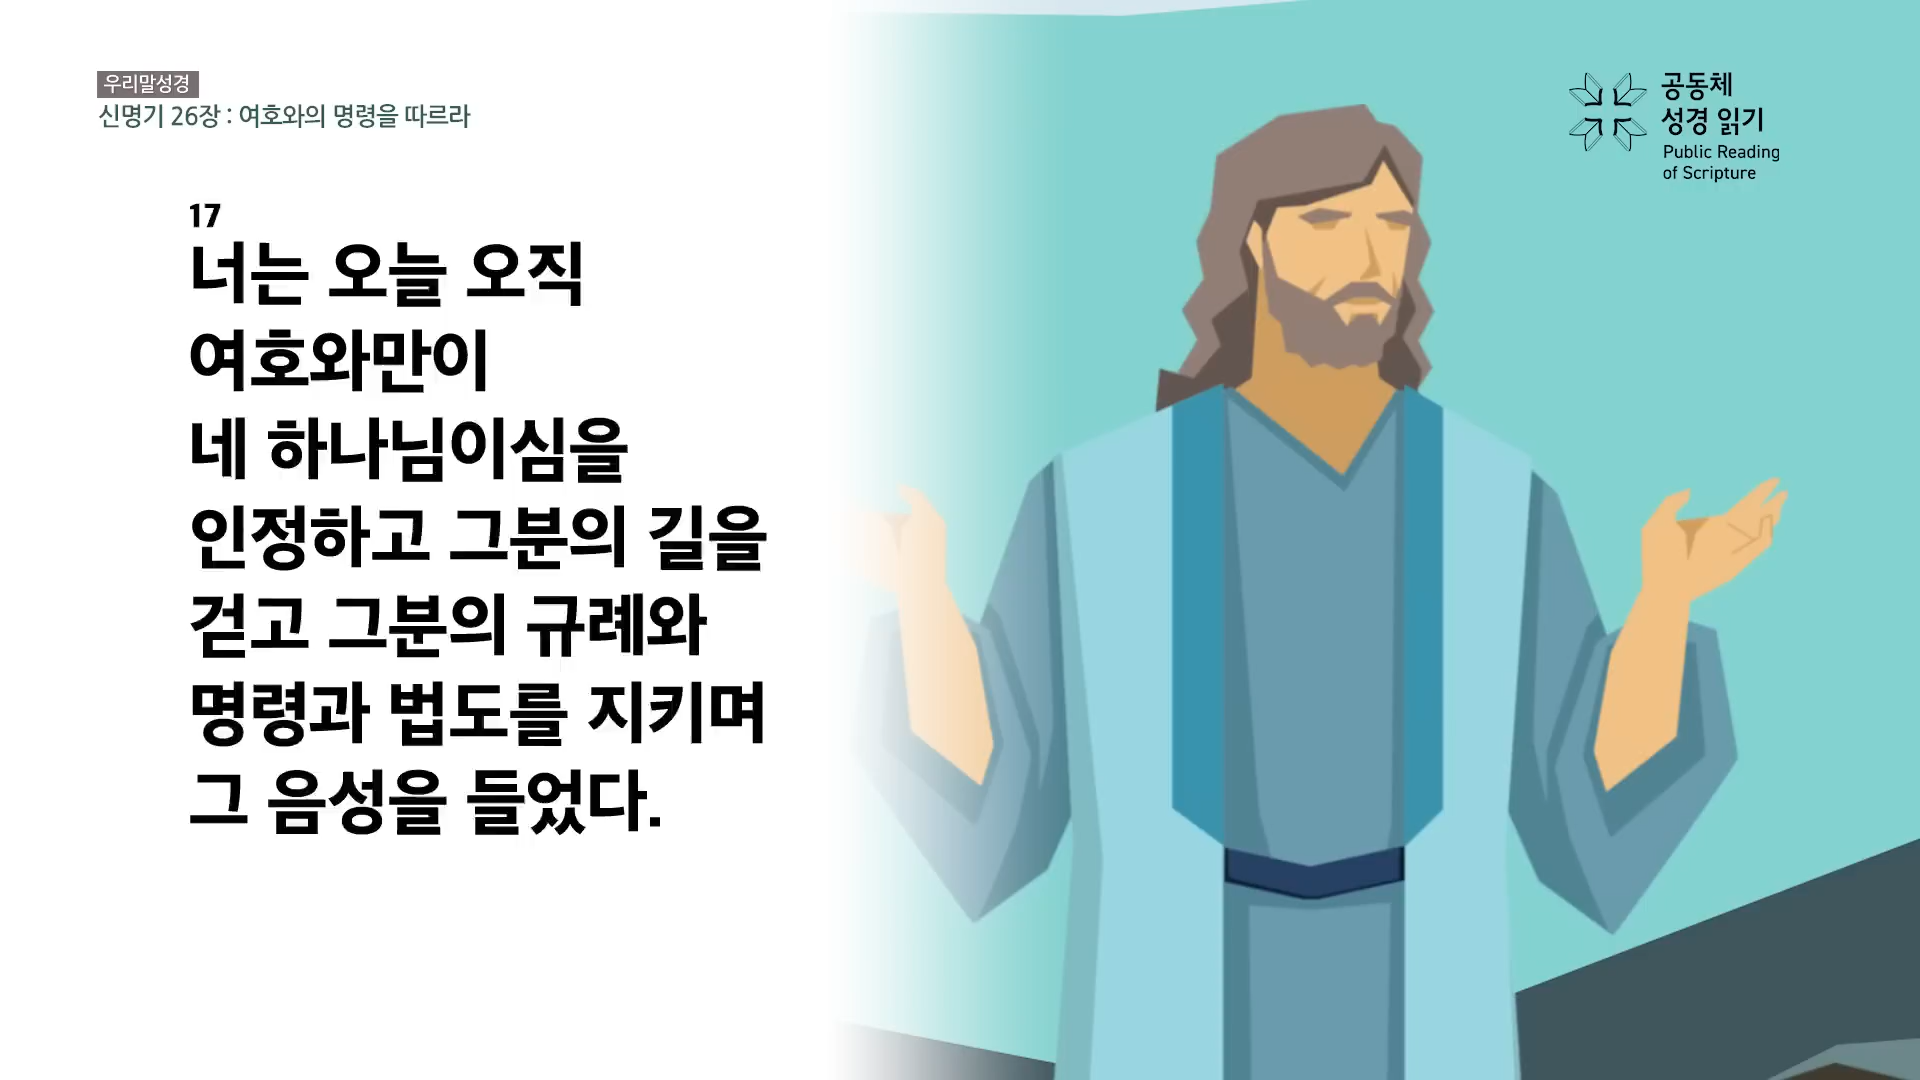 우리말성경
신명기 26장 : 여호와의 명령을 따르라
17
너는 오늘 오직
여호와만이
네 하나님이심을
인정하고 그분의 길을
걷고 그분의 규례와
명령과 법도를 지키며
그 음성을 들었다.
공동체
성경 읽기
Public Reading
of Scripture